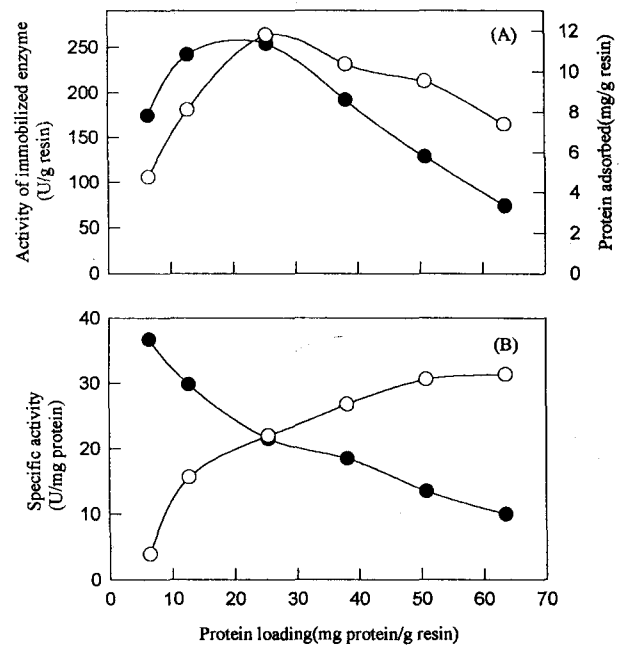 (A)
Activity of immobilized enzyme
(U/g resin)
250
200
150
100
50
0
Protein adsorbed(mg/g resin)
12
10
8
6
4
2
0
(B)
Specific activity
(U/mg protein)
40
30
20
10
0
0 10 20 30 40 50 60 70
Protein loading(mg protein/g resin)